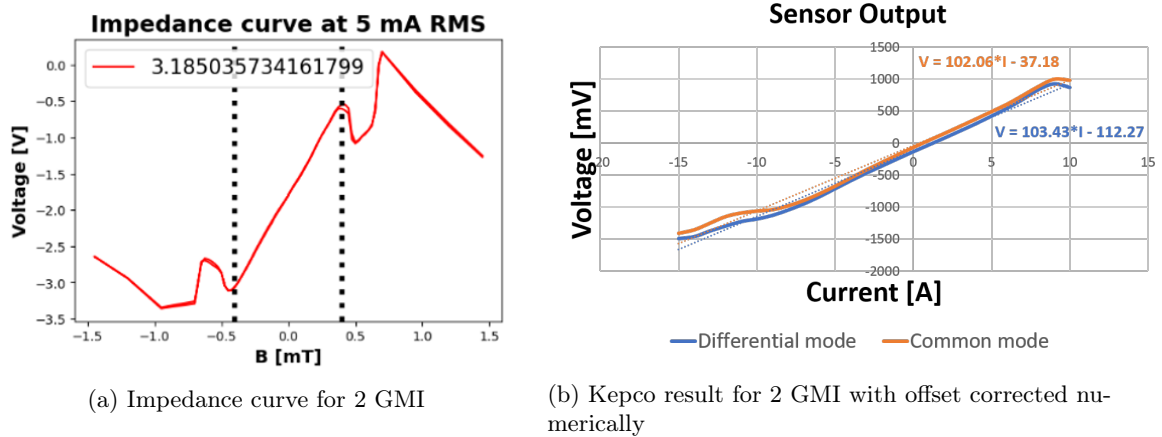 Impedance curve at 5 mA RMS
3.185035734161799
0.0
−0.5
−1.0
−1.5
−2.0
−2.5
−3.0
−3.5
Voltage [V]
−1.5
−1.0
−0.5
0.0
0.5
1.0
1.5
B [mT]
(a) Impedance curve for 2 GMI
Sensor Output
V = 102.06*I - 37.18
V = 103.43*I - 112.27
1500
1000
500
0
-500
-1000
-1500
-2000
Voltage [mV]
20
-15
-10
-5
0
5
10
15
Current [A]
Differential mode
Common mode
(b) Kepco result for 2 GMI with offset corrected nu-
merically